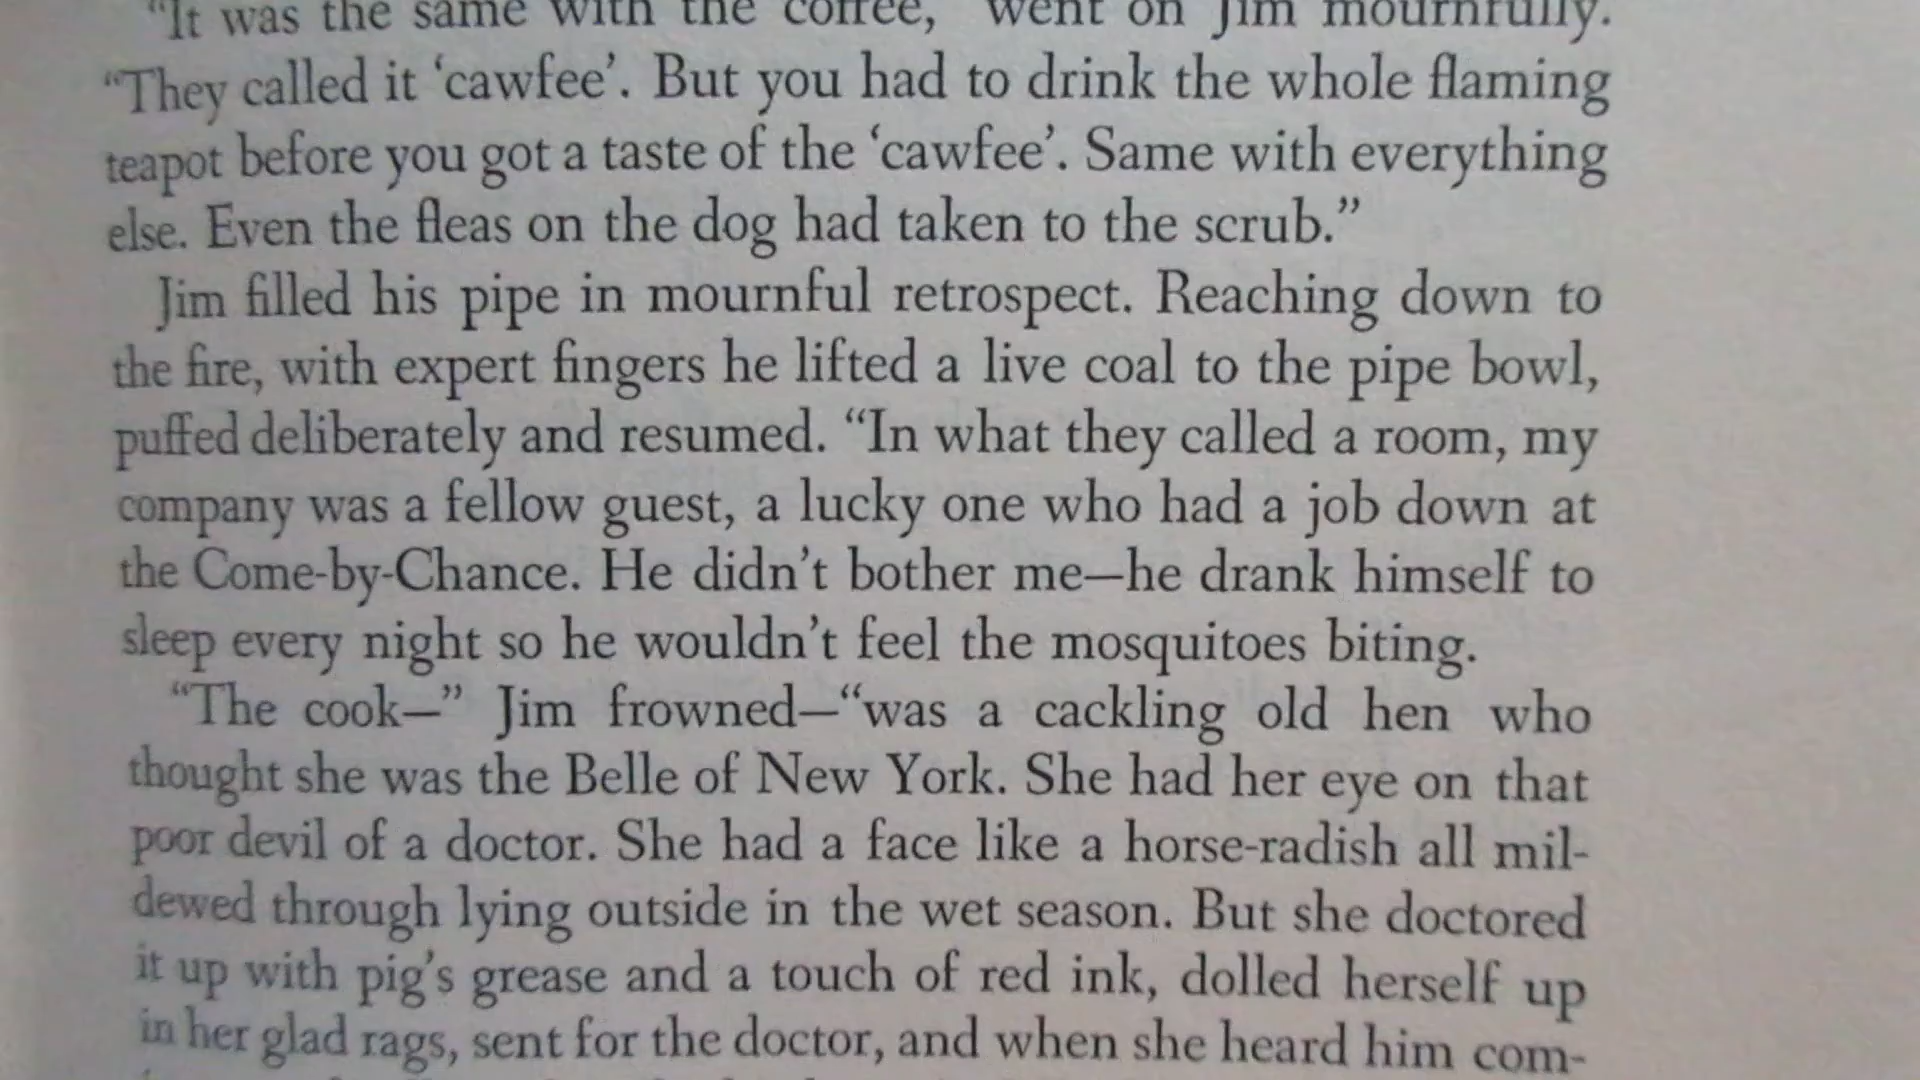 "It was the same with the coffee," went on Jim mournfully.
"They called it 'cawfee'. But you had to drink the whole flaming
teapot before you got a taste of the 'cawfee'. Same with everything
else. Even the fleas on the dog had taken to the scrub."
Jim filled his pipe in mournful retrospect. Reaching down to
the fire, with expert fingers he lifted a live coal to the pipe bowl,
puffed deliberately and resumed. "In what they called a room, my
company was a fellow guest, a lucky one who had a job down at
the Come-by-Chance. He didn't bother me—he drank himself to
sleep every night so he wouldn't feel the mosquitoes biting.
"The cook—" Jim frowned—"was a cackling old hen who
thought she was the Belle of New York. She had her eye on that
poor devil of a doctor. She had a face like a horse-radish all mil-
dewed through lying outside in the wet season. But she doctored
it up with pig's grease and a touch of red ink, dolled herself up
in her glad rags, sent for the doctor, and when she heard him com-